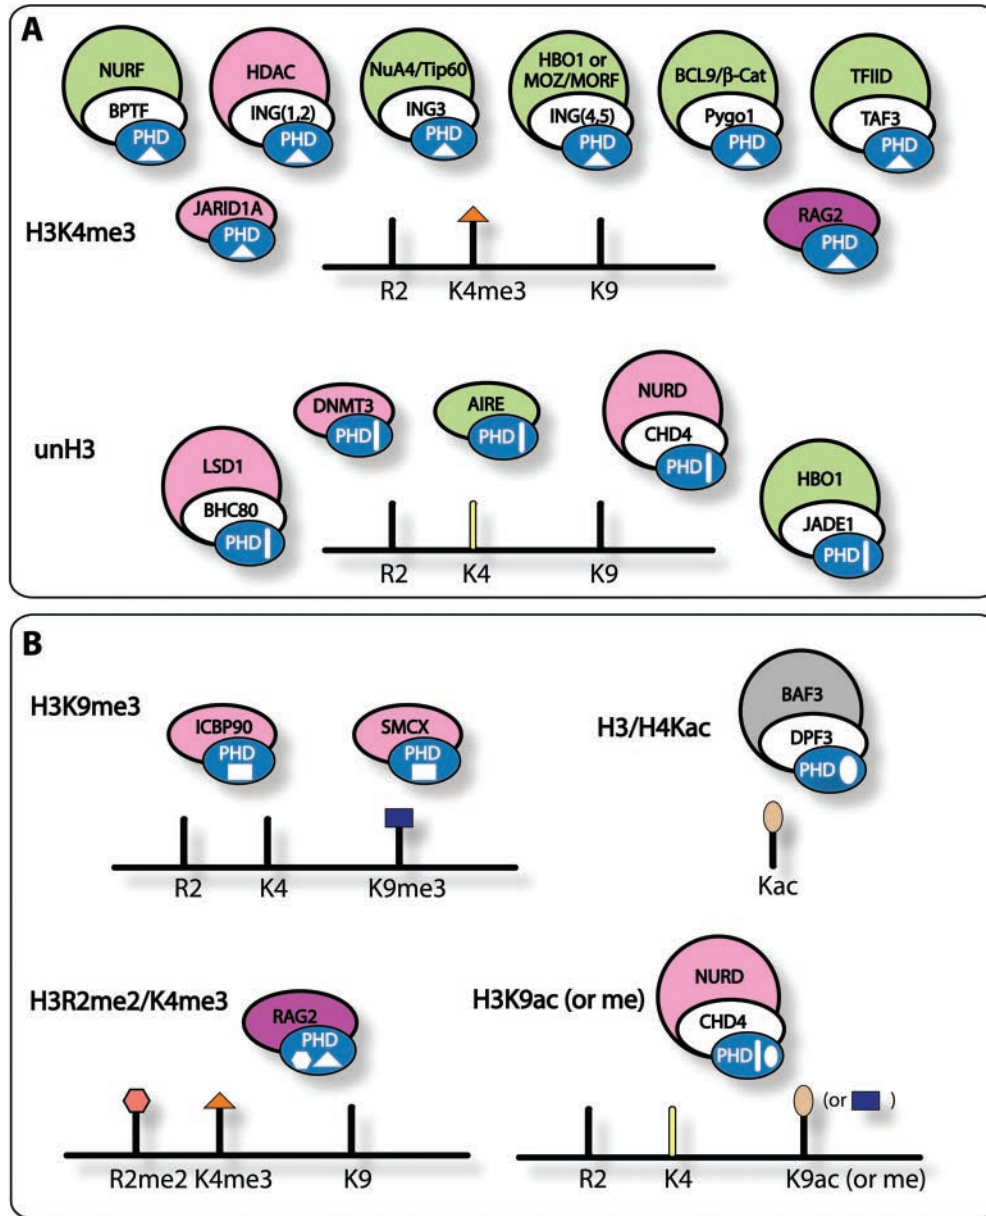 A
NURF
BPTF
PHD
HDAC
ING(1,2)
PHD
NuA4/Tip60
ING3
PHD
HBO1 or
MOZ/MORF
ING(4,5)
PHD
BCL9/β-Cat
Pygo1
PHD
TFIID
TAF3
PHD
H3K4me3
JARID1A
PHD
RAG2
PHD
R2
K4me3
K9
unH3
LSD1
BHC80
PHD
DNMT3
PHD
AIRE
PHD
NURD
CHD4
PHD
HBO1
JADE1
PHD
R2
K4
K9
B
H3K9me3
ICBP90
PHD
SMCX
PHD
R2
K4
K9me3
H3/H4Kac
BAF3
DPF3
PHD
Kac
H3R2me2/K4me3
RAG2
PHD
R2me2 K4me3
K9
H3K9ac (or me)
NURD
CHD4
PHD
(or )
R2
K4
K9ac (or me)